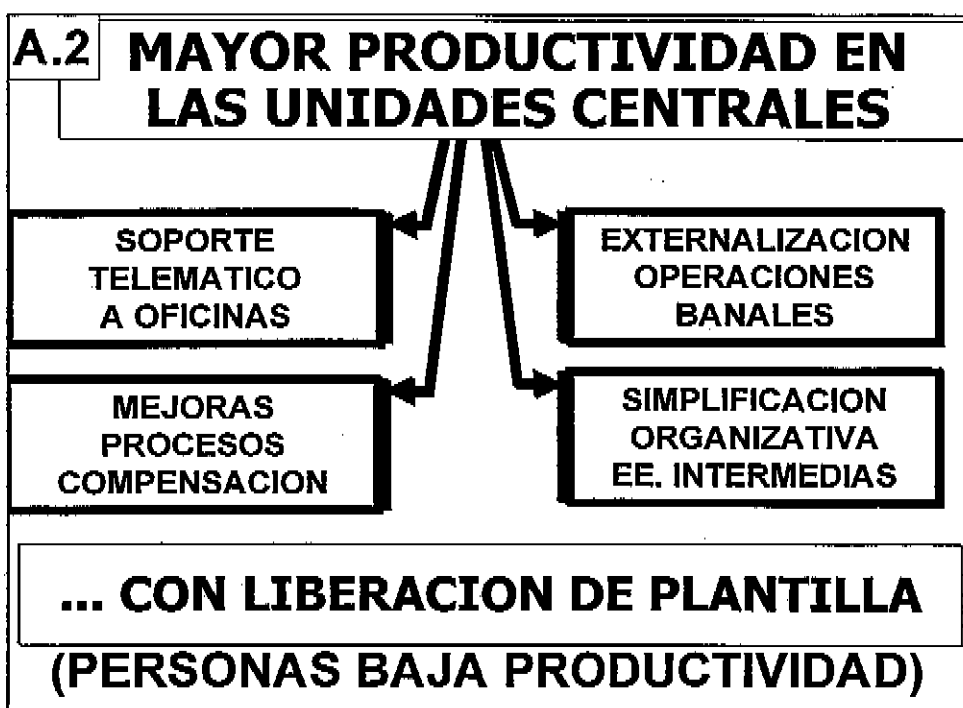 A.2
MAYOR PRODUCTIVIDAD EN
LAS UNIDADES CENTRALES
SOPORTE
TELEMATICO
A OFICINAS
EXTERNALIZACION
OPERACIONES
BANALES
MEJORAS
PROCESOS
COMPENSACION
SIMPLIFICACION
ORGANIZATIVA
EE. INTERMEDIAS
... CON LIBERACION DE PLANTILLA
(PERSONAS BAJA PRODUCTIVIDAD)